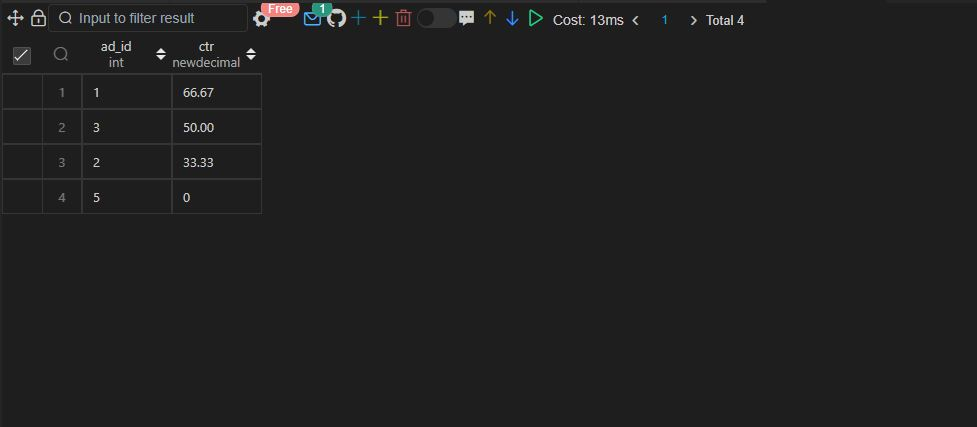 Input to filter result Free 1 Cost: 13ms 1 Total 4
ad_id ctr
int newdecimal
1 1 66.67
2 3 50.00
3 2 33.33
4 5 0